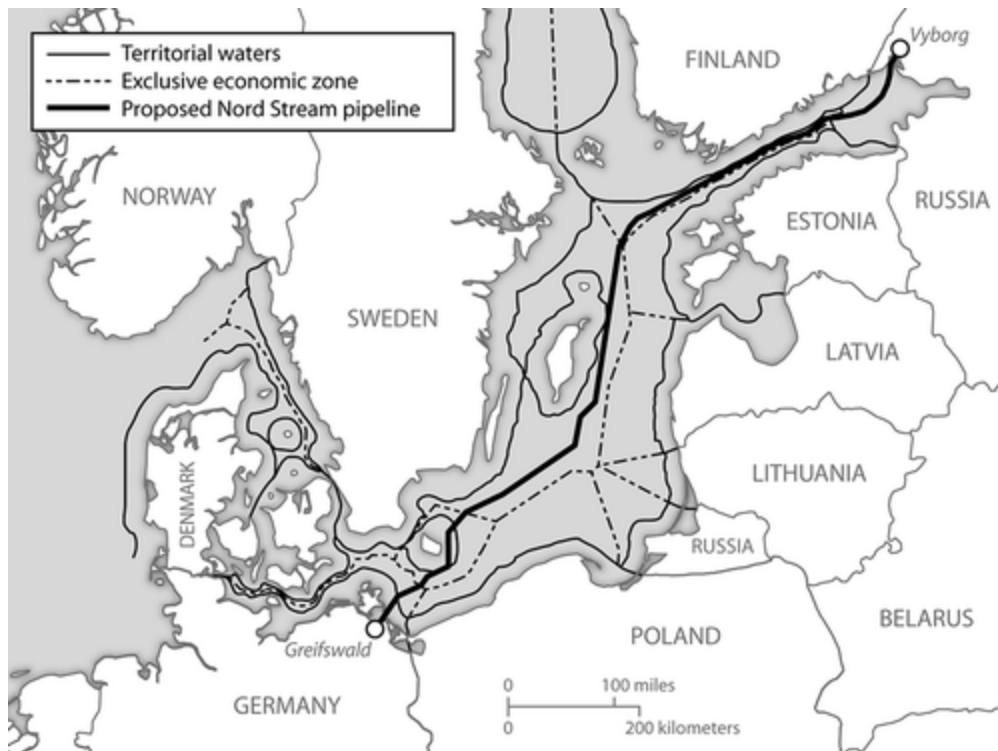 Territorial waters
Exclusive economic zone
Proposed Nord Stream pipeline
Vyborg
FINLAND
NORWAY
RUSSIA
ESTONIA
SWEDEN
LATVIA
DENMARK
LITHUANIA
RUSSIA
BELARUS
POLAND
Greifswald
GERMANY
0 100 miles
0 200 kilometers